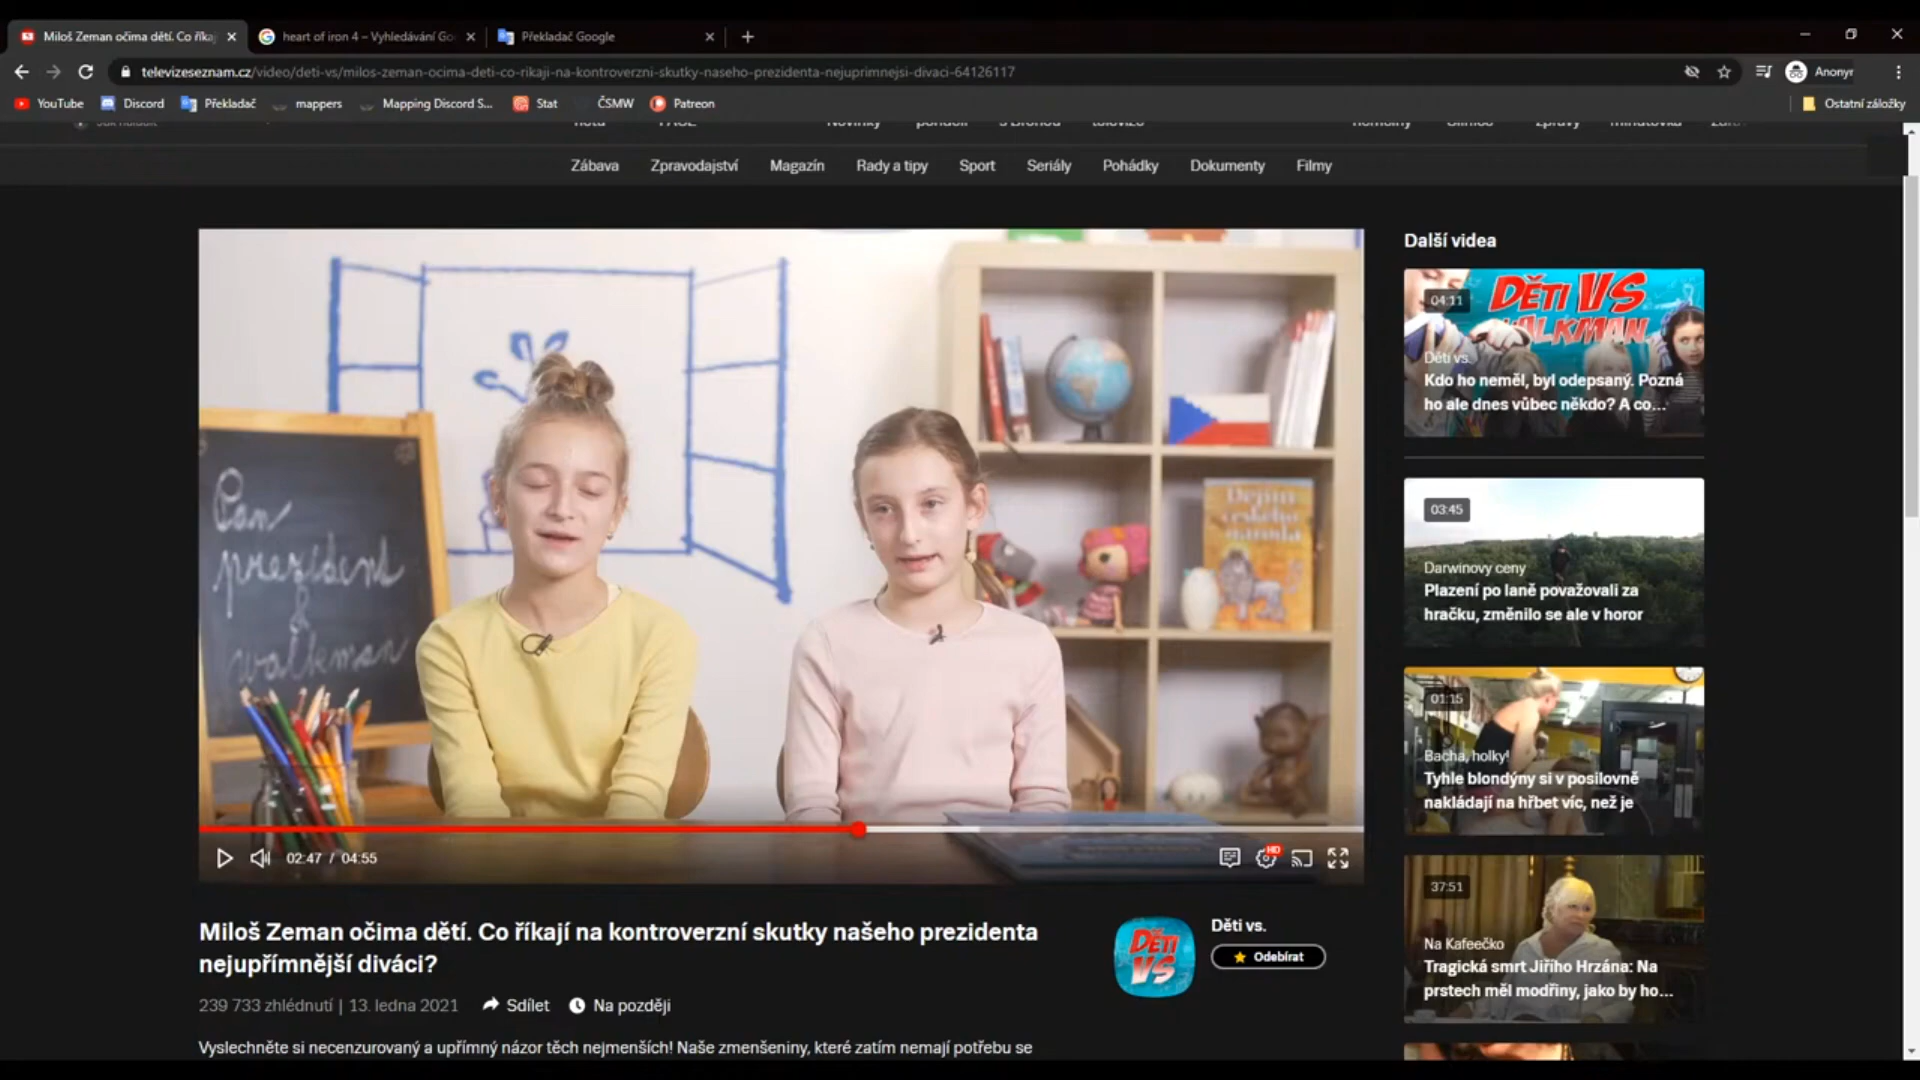 Miloš Zeman očima dětí. Co říka
heart of iron 4 – Vyhledávání Go
Překladač Google
televizeseznam.cz/video/deti-vs/milos-zeman-ocima-deti-co-rikaji-na-kontroverzni-skutky-naseho-prezidenta-nejuprimnejsi-divaci-64126117
Anonyr
YouTube
Discord
Překladač
mappers
Mapping Discord S...
Stat
ČSMW
Patreon
Ostatní záložky
Zábava
Zpravodajství
Magazín
Rady a tipy
Sport
Seriály
Pohádky
Dokumenty
Filmy
Pan
prezident
&
walkman
Dějiny
českého
národa
02:47 / 04:55
HD
Miloš Zeman očima dětí. Co říkají na kontroverzní skutky našeho prezidenta
nejupřímnější diváci?
239 733 zhlédnutí | 13. ledna 2021
Sdílet
Na později
DĚTI
VS
Děti vs.
Odebírat
Vyslechněte si necenzurovaný a upřímný názor těch nejmenších! Naše zmenšeniny, které zatím nemají potřebu se
Další videa
DĚTI VS
WALKMAN
04:11
Děti vs.
Kdo ho neměl, byl odepsaný. Pozná
ho ale dnes vůbec někdo? A co...
03:45
Darwinovy ceny
Plazení po laně považovali za
hračku, změnilo se ale v horor
01:15
Bacha, holky!
Tyhle blondýny si v posilovně
nakládají na hřbet víc, než je
37:51
Na Kafeečko
Tragická smrt Jiřího Hrzána: Na
prstech měl modřiny, jako by ho...